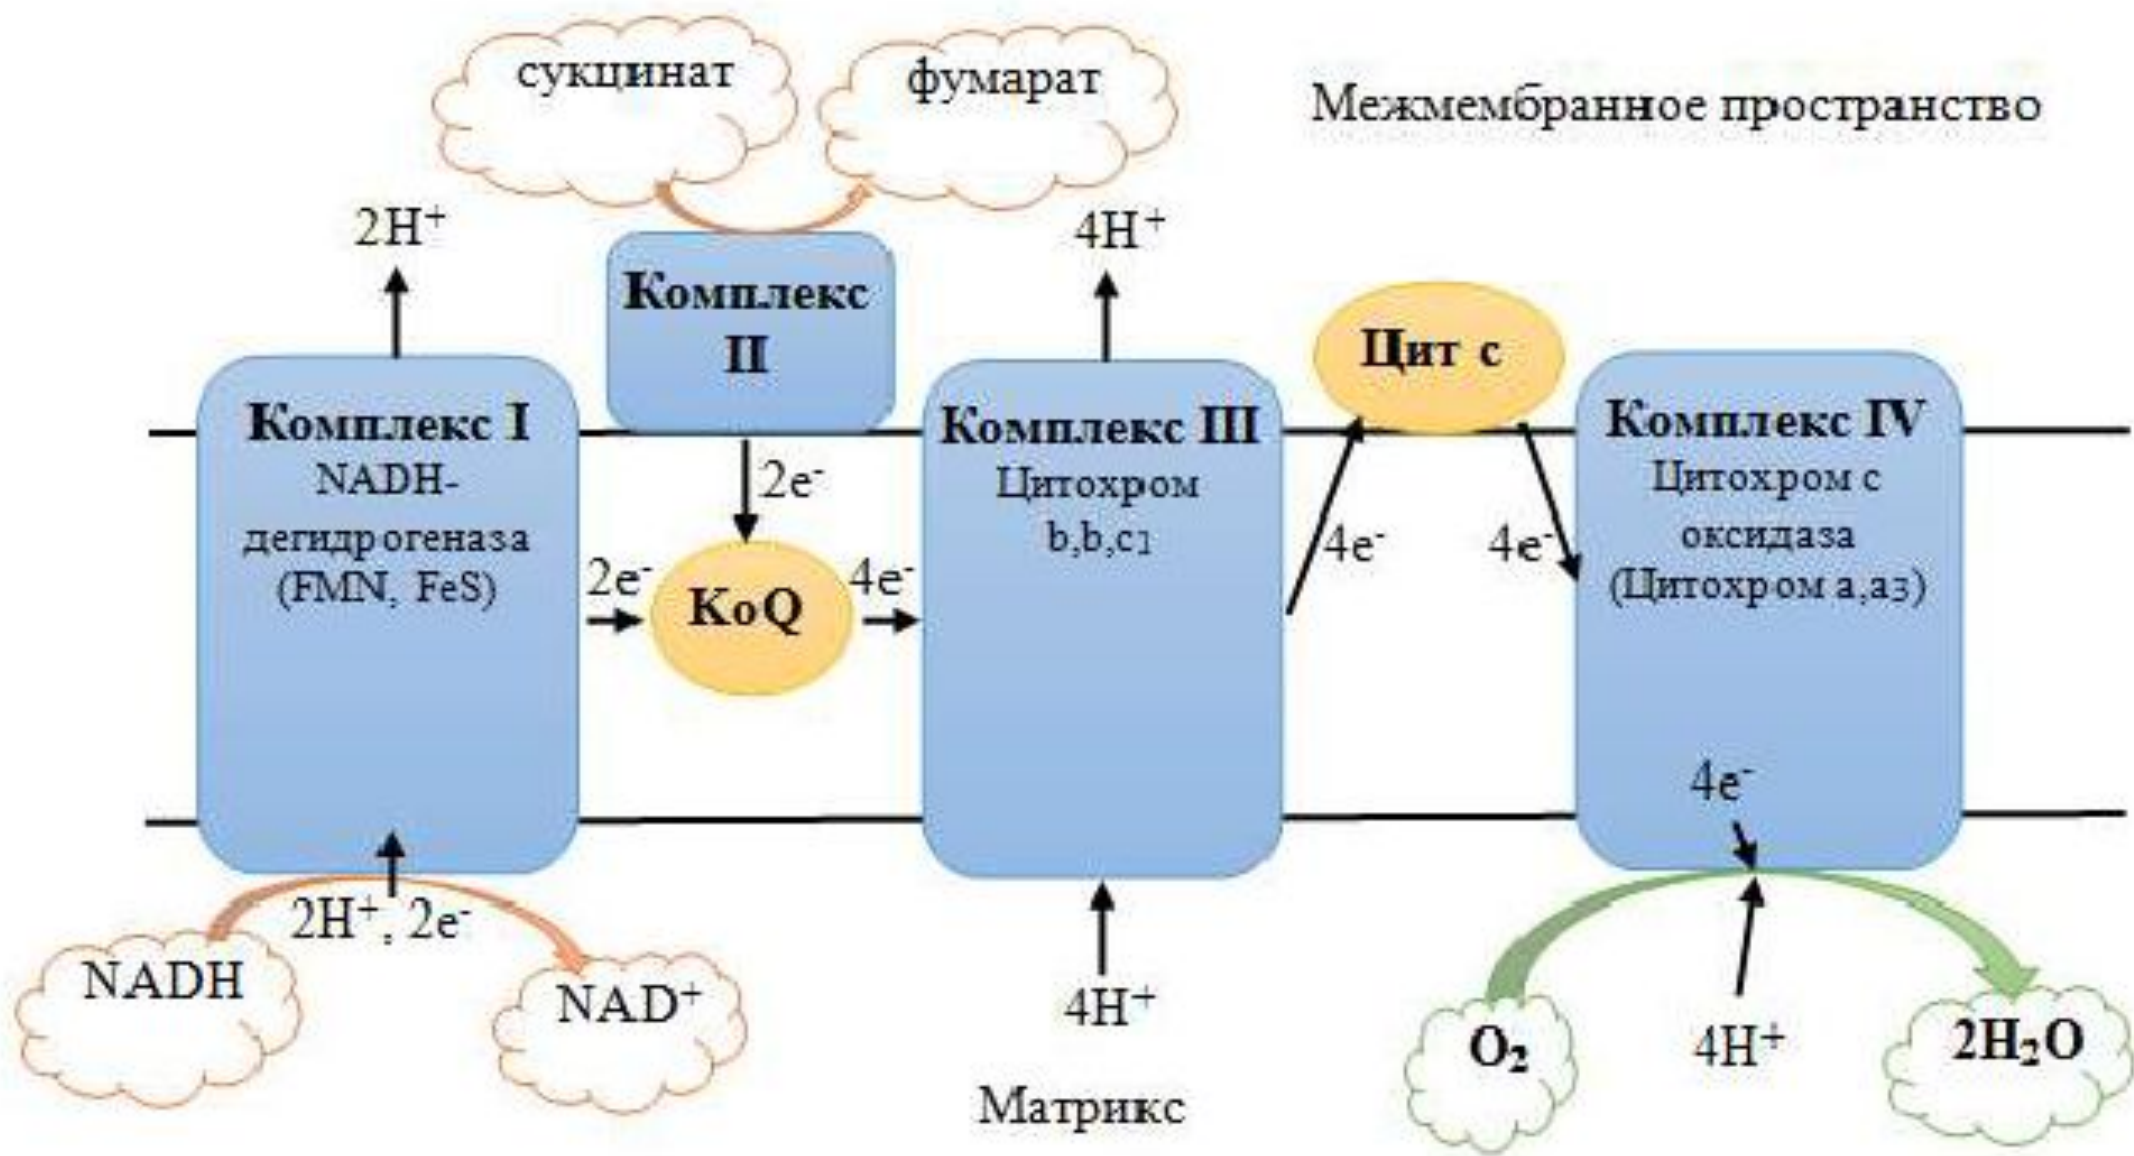 сукцинат
фумарат
Межмембранное пространство
2H⁺
4H⁺
Комплекс
II
Цит с
Комплекс I
NADH-
дегидрогеназа
(FMN, FeS)
2e⁻
2e⁻
KoQ
4e⁻
Комплекс III
Цитохром
b,b,c₁
4e⁻
4e⁻
Комплекс IV
Цитохром с
оксидаза
(Цитохром a,a₃)
4e⁻
2H⁺, 2e⁻
NADH
NAD⁺
4H⁺
Матрикс
O₂
4H⁺
2H₂O